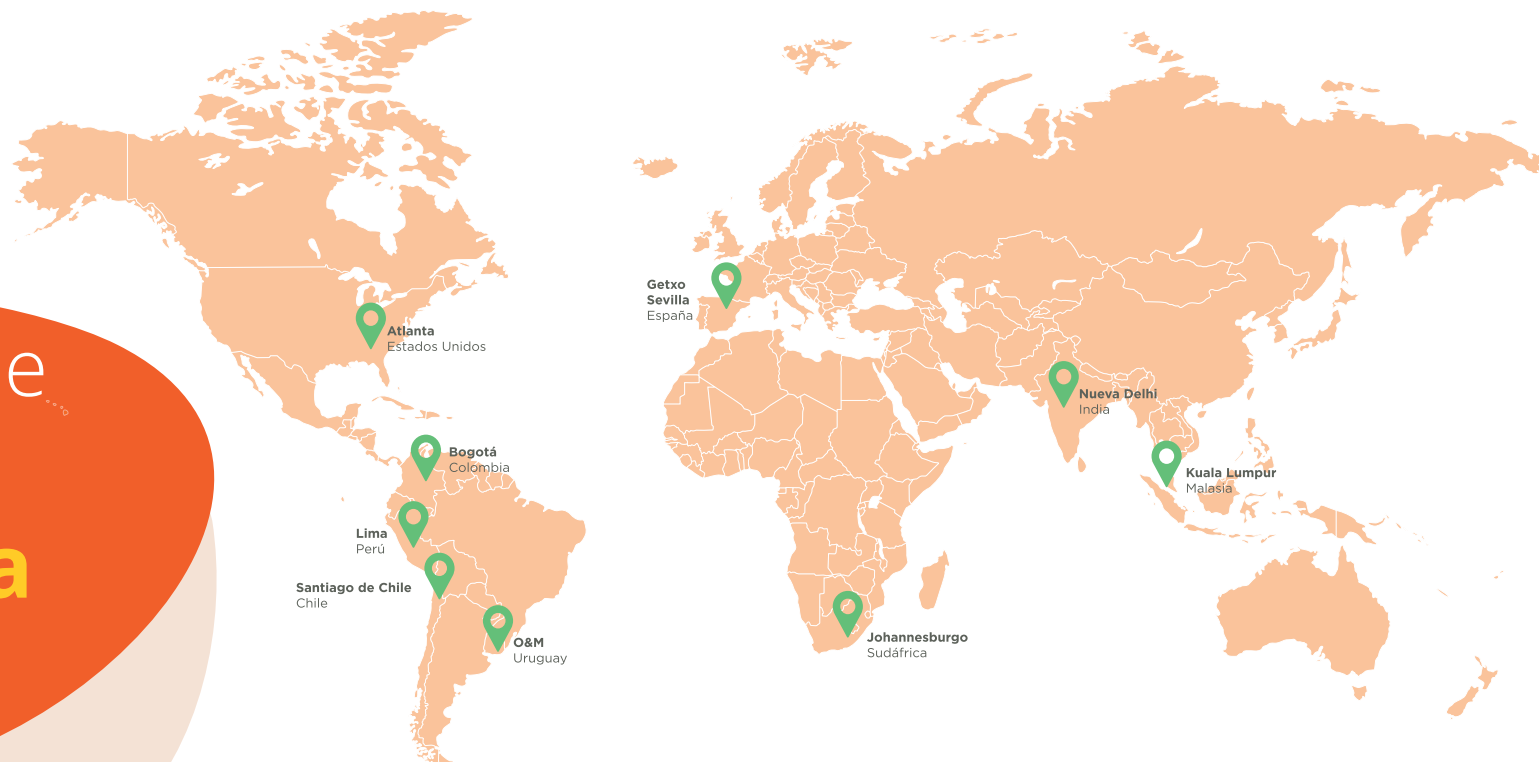 e
a
Atlanta
Estados Unidos
Bogotá
Colombia
Lima
Perú
Santiago de Chile
Chile
O&M
Uruguay
Getxo
Sevilla
España
Nueva Delhi
India
Kuala Lumpur
Malasia
Johannesburgo
Sudáfrica